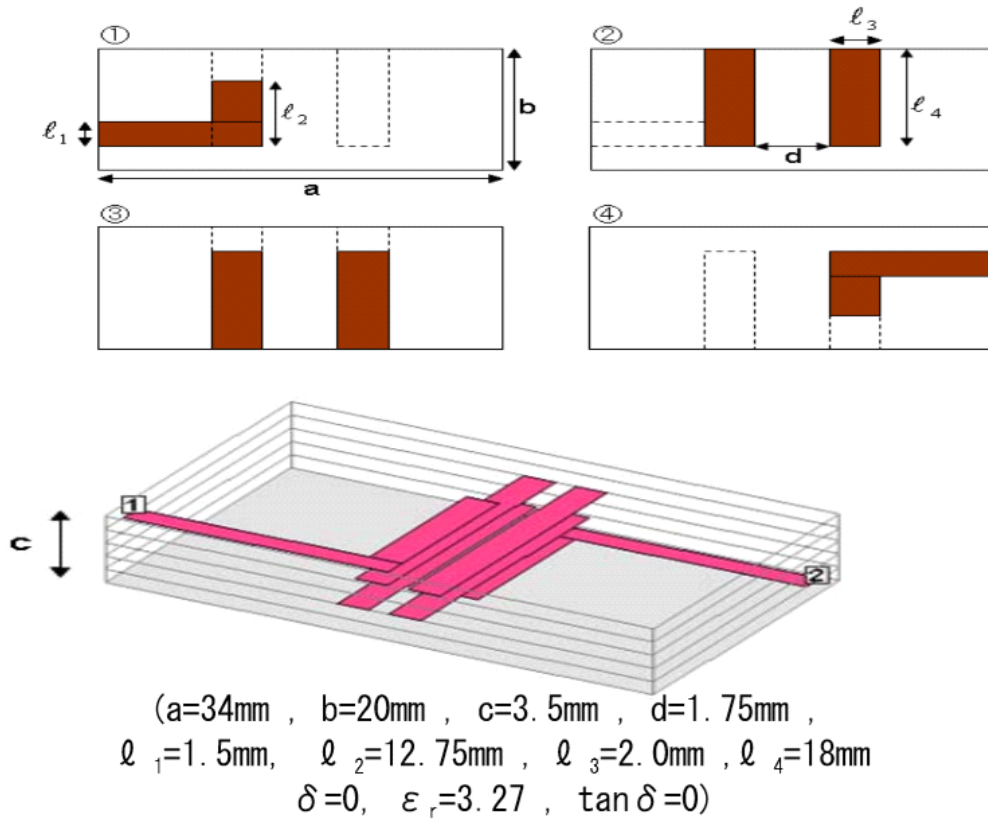 ① ②
ℓ₃
ℓ₁ ℓ₂ b ℓ₄
d
a
③ ④
1
c
2
(a=34mm , b=20mm , c=3.5mm , d=1.75mm ,
ℓ ₁=1.5mm, ℓ ₂=12.75mm , ℓ ₃=2.0mm ,ℓ ₄=18mm
δ=0, ε ᵣ=3.27 , tanδ=0)